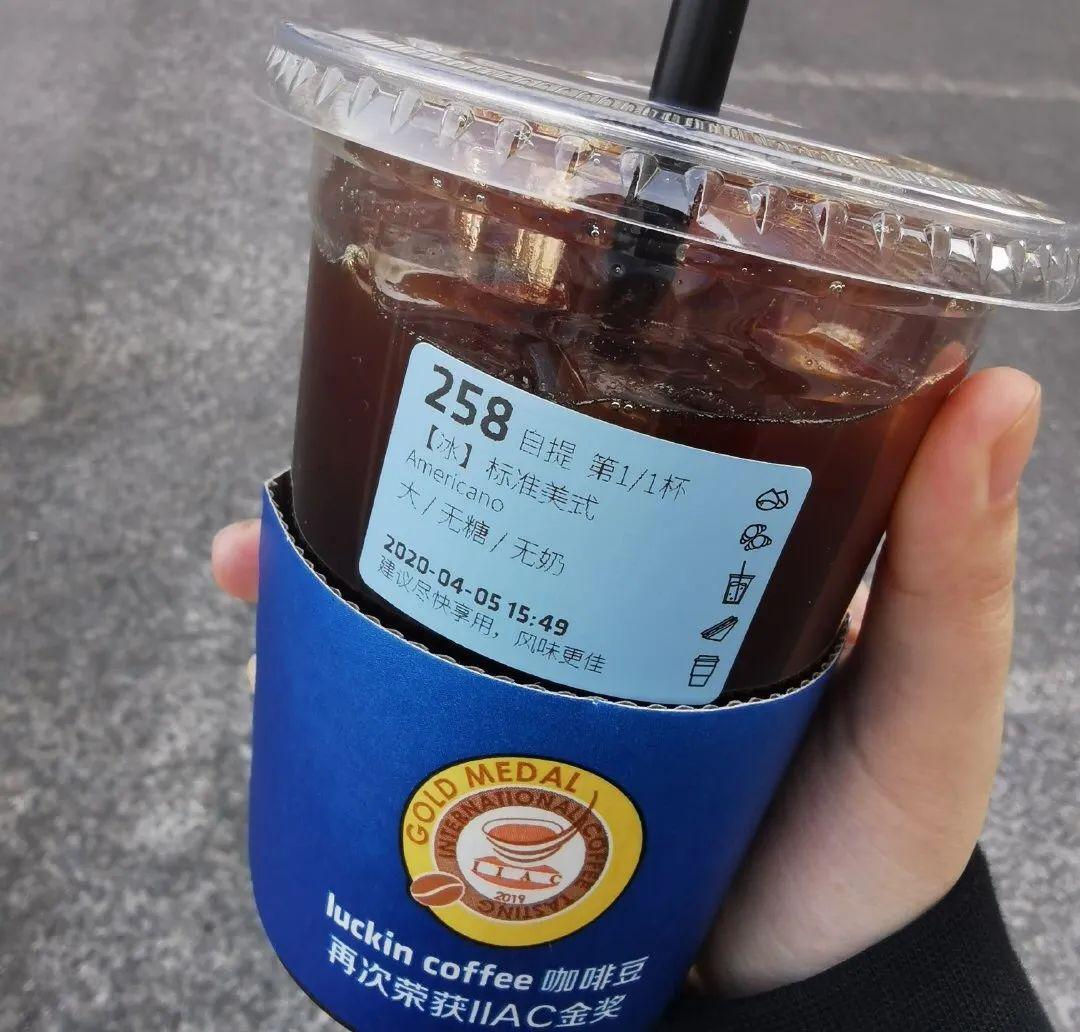 258 自提 第1/1杯
【冰】标准美式
Americano
大/无糖/无奶
2020-04-05 15:49
建议尽快享用，风味更佳
GOLD MEDAL
INTERNATIONAL COFFEE TASTING
IIAC
2019
luckin coffee 咖啡豆
再次荣获IIAC金奖